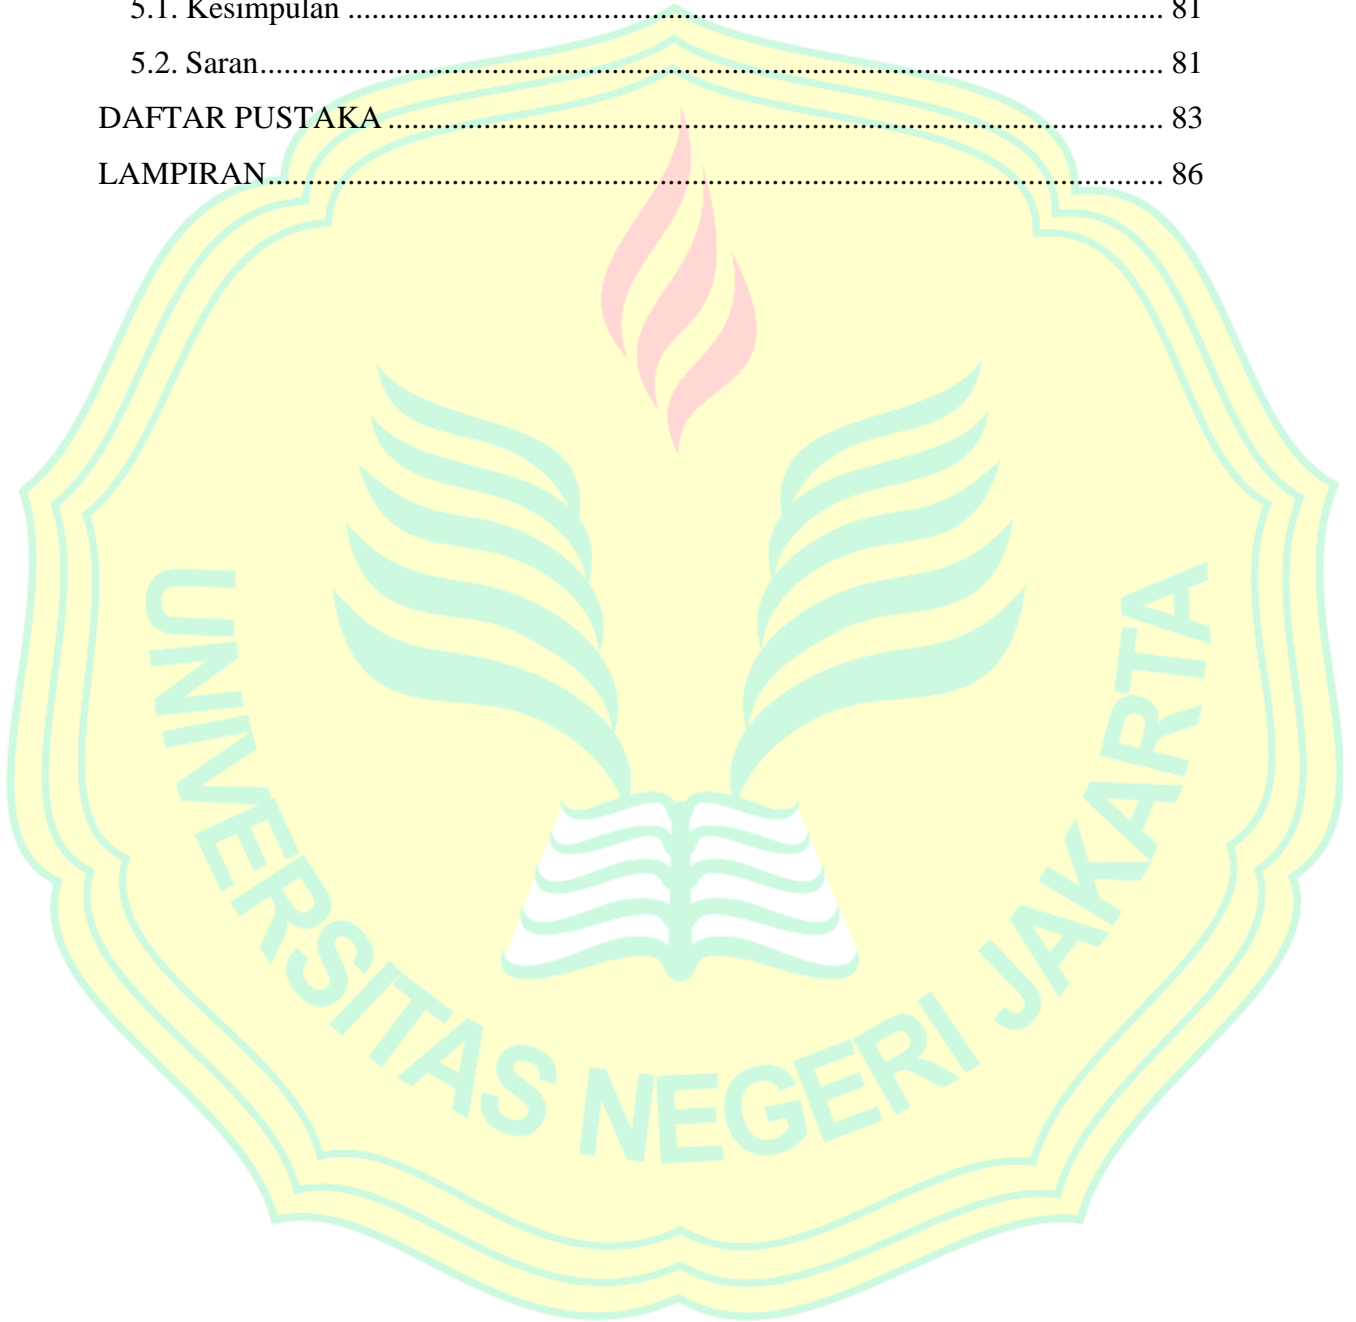 5.1. Kesimpulan ........................................................................................................ 81
5.2. Saran................................................................................................................. 81
DAFTAR PUSTAKA ................................................................................................. 83
LAMPIRAN................................................................................................................ 86
UNIVERSITAS NEGERI JAKARTA